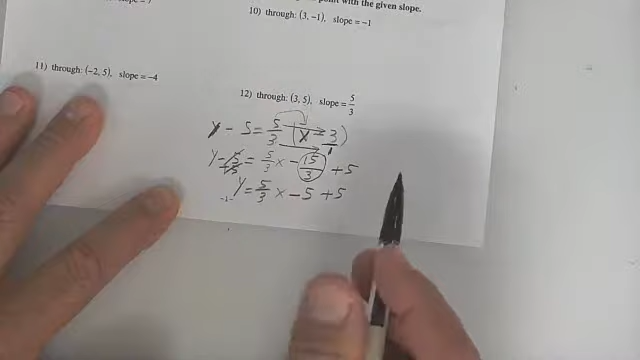 point with the given slope.
10) through: (3, −1), slope = −1
11) through: (−2, 5), slope = −4
12) through: (3, 5), slope = 5/3
y − 5 = 5/3 (x − 3/1)
y − 5 = 5/3 x − 15/3 + 5
+5
y = 5/3 x − 5 + 5